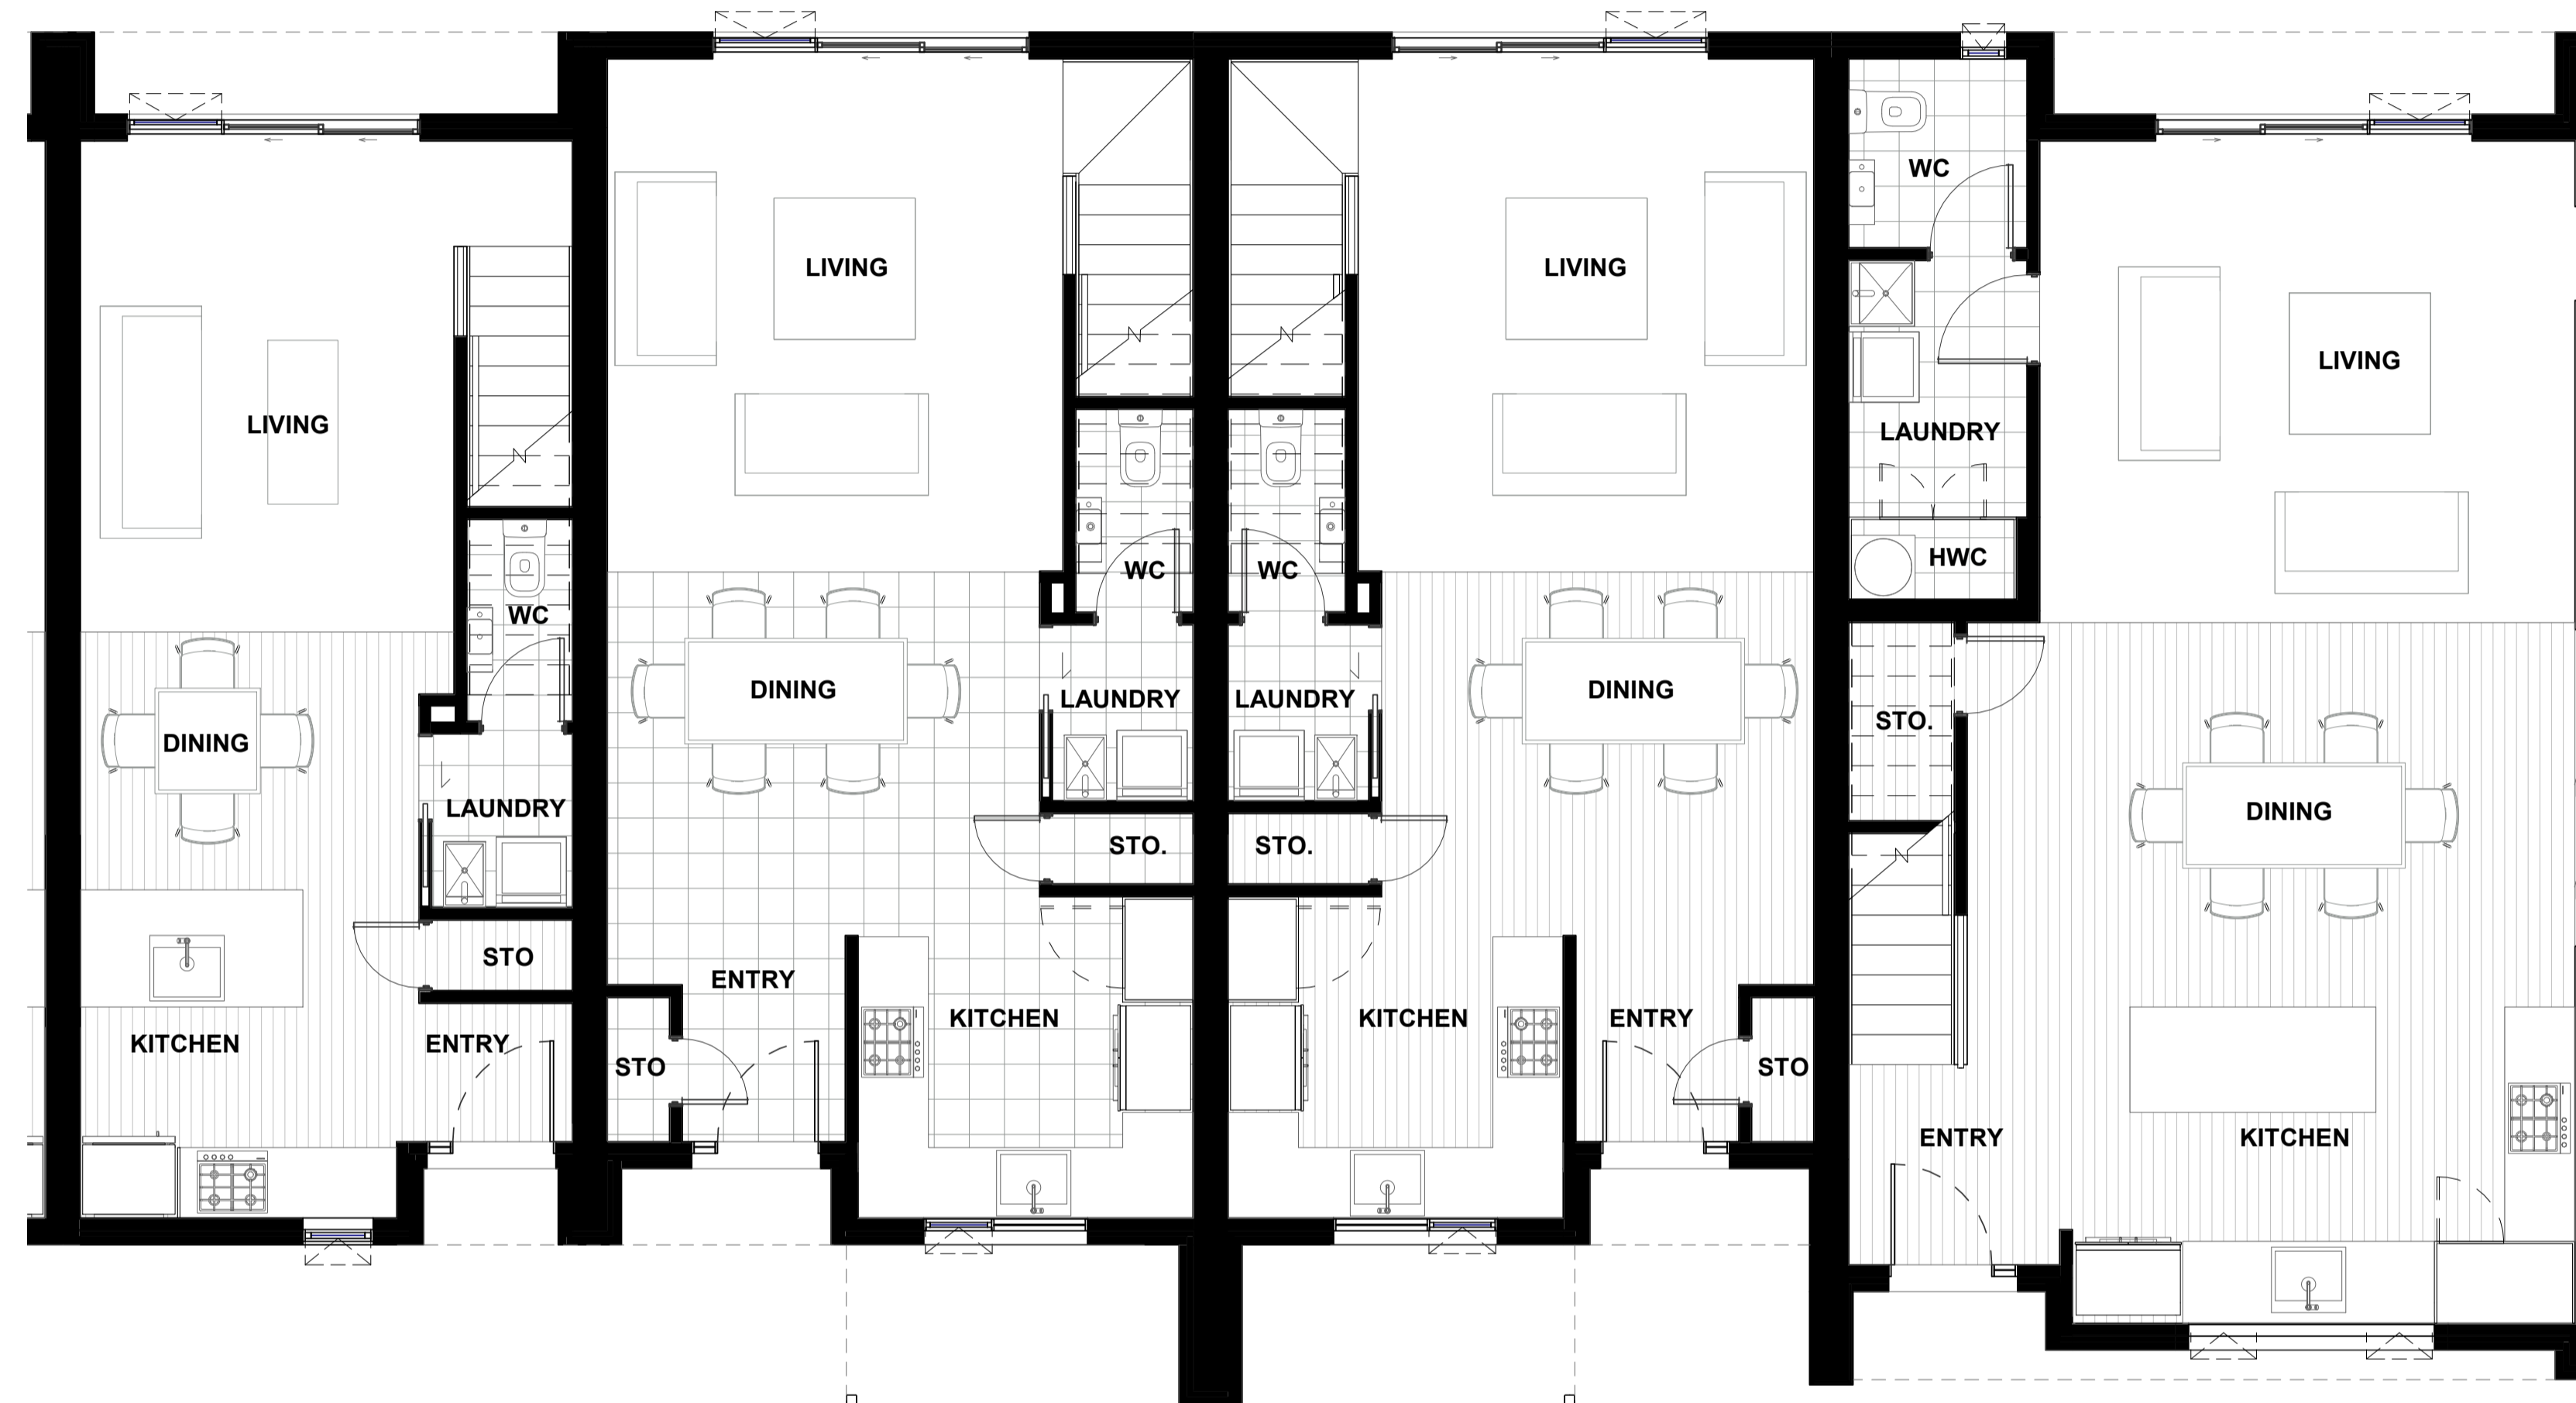 LIVING
WC
DINING
LAUNDRY
STO
KITCHEN
ENTRY
LIVING
WC
DINING
LAUNDRY
STO.
ENTRY
KITCHEN
STO
LIVING
WC
LAUNDRY
DINING
STO.
KITCHEN
ENTRY
STO
WC
LIVING
LAUNDRY
HWC
STO.
DINING
ENTRY
KITCHEN